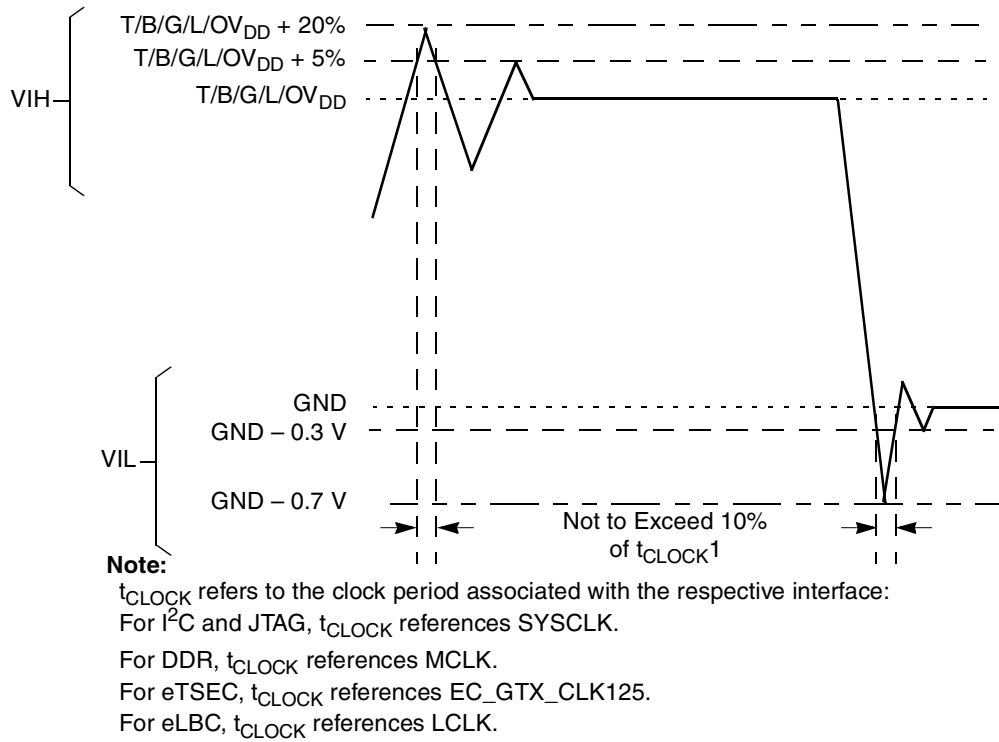 T/B/G/L/OVDD + 20%
T/B/G/L/OVDD + 5%
VIH
T/B/G/L/OVDD
GND
GND – 0.3 V
VIL
GND – 0.7 V
Not to Exceed 10%
of tCLOCK1
Note:
tCLOCK refers to the clock period associated with the respective interface:
For I2C and JTAG, tCLOCK references SYSCLK.
For DDR, tCLOCK references MCLK.
For eTSEC, tCLOCK references EC_GTX_CLK125.
For eLBC, tCLOCK references LCLK.